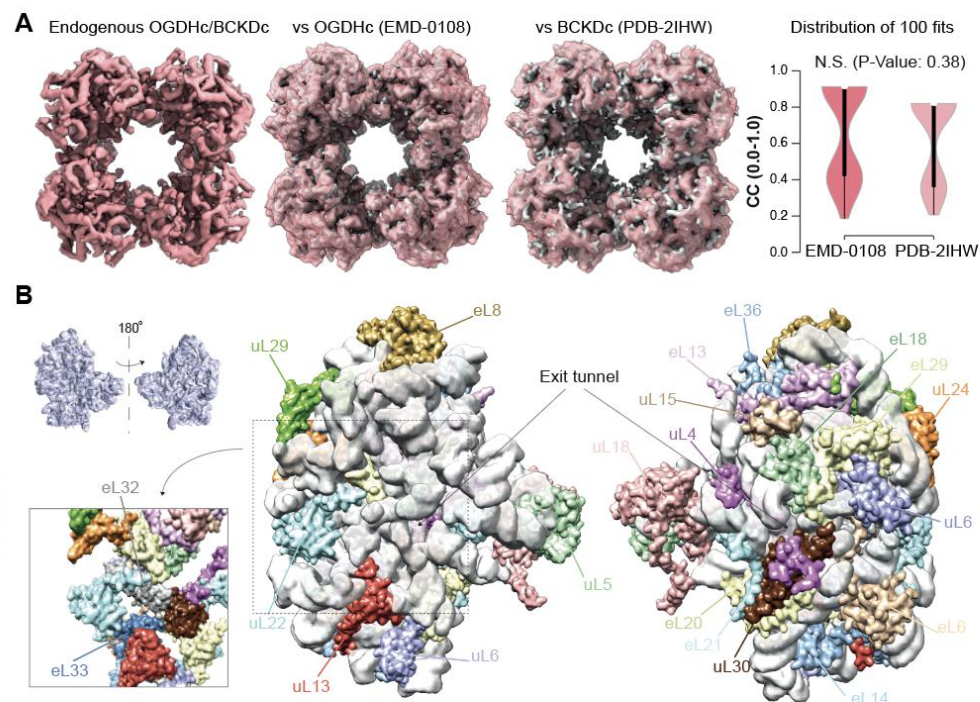 A
Endogenous OGDHc/BCKDc
vs OGDHc (EMD-0108)
vs BCKDc (PDB-2IHW)
Distribution of 100 fits
N.S. (P-Value: 0.38)
CC (0.0-1.0)
1.0
0.8
0.6
0.4
0.2
0.0
EMD-0108 PDB-2IHW
B
180°
uL29
eL8
Exit tunnel
eL32
eL33
uL22
uL13
uL6
uL5
eL36
eL13
uL15
uL4
uL18
eL18
eL29
uL24
uL6
eL20
eL21
uL30
eL6
eL14